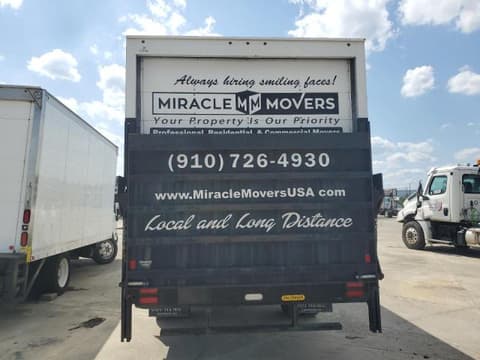 Always hiring smiling faces!
MIRACLE MM MOVERS
Your Property is Our Priority
Professional, Residential, & Commercial Movers
(910) 726-4930
www.MiracleMoversUSA.com
Local and Long Distance